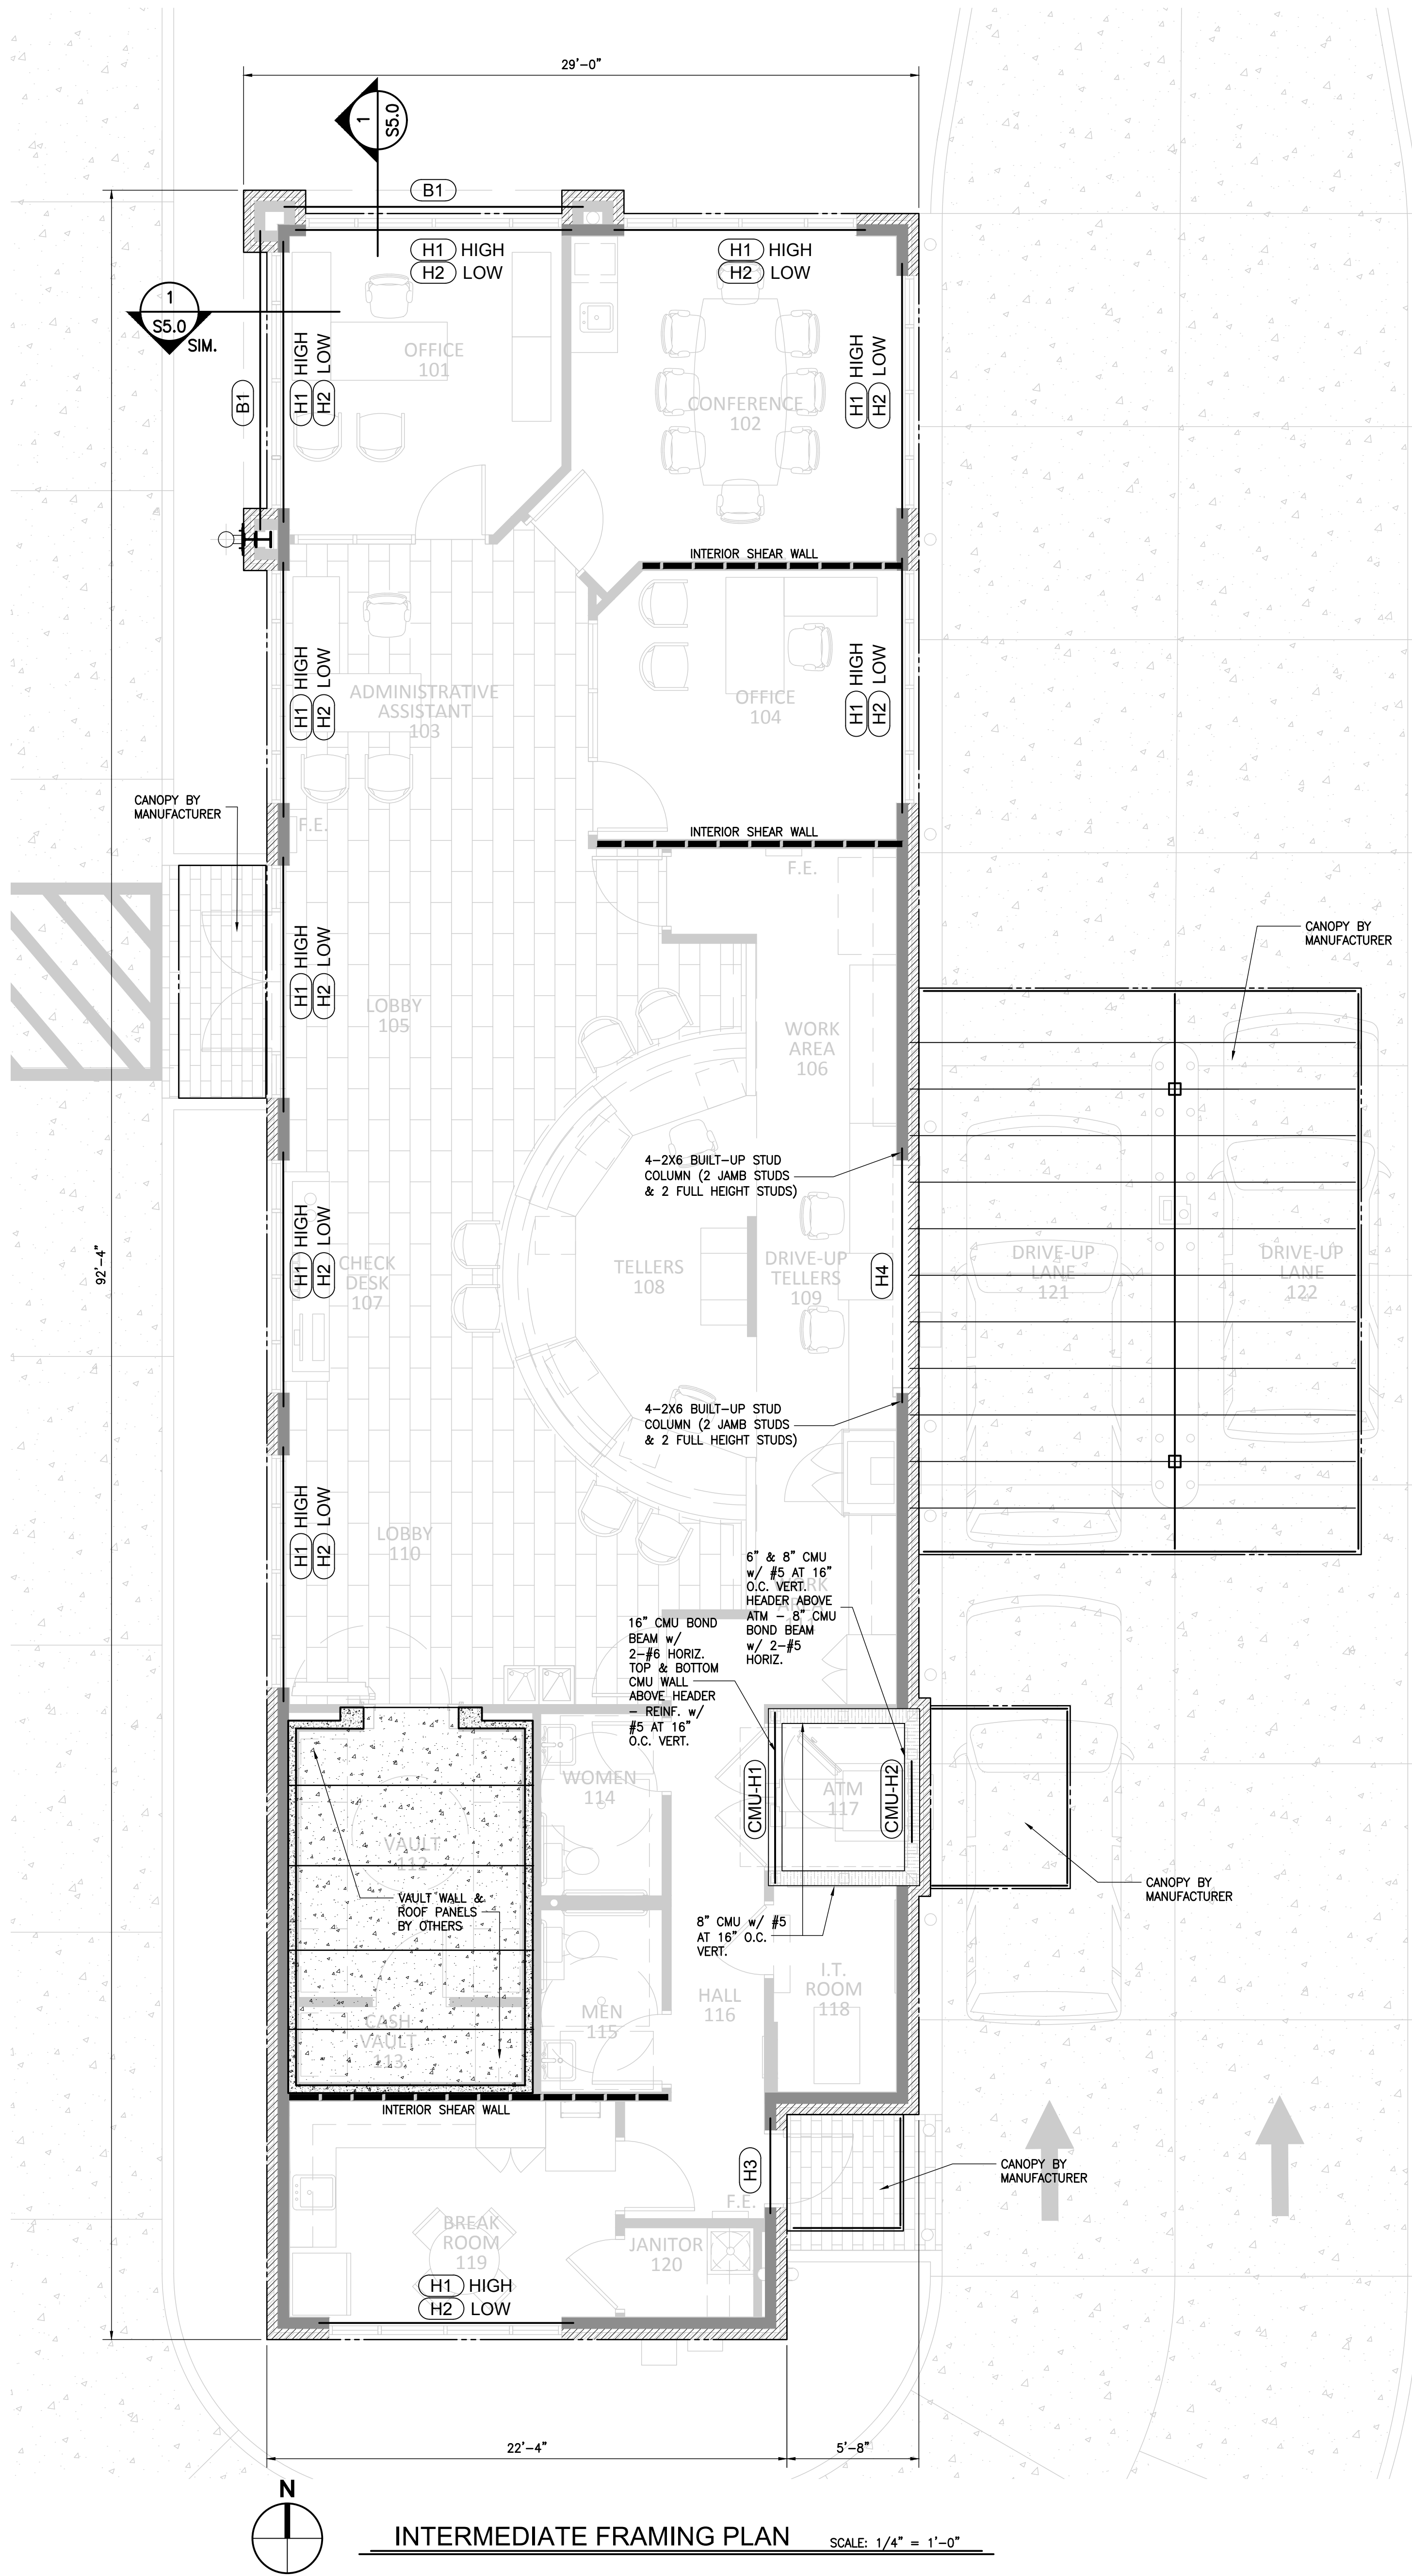 29'-0"
1
S5.0
B1
H1 HIGH
H2 LOW
H1 HIGH
H2 LOW
1
S5.0
SIM.
B1
H1 HIGH
H2 LOW
OFFICE
101
CONFERENCE
102
H1 HIGH
H2 LOW
INTERIOR SHEAR WALL
H1 HIGH
H2 LOW
ADMINISTRATIVE
ASSISTANT
103
OFFICE
104
H1 HIGH
H2 LOW
CANOPY BY
MANUFACTURER
F.E.
INTERIOR SHEAR WALL
F.E.
CANOPY BY
MANUFACTURER
H1 HIGH
H2 LOW
LOBBY
105
WORK
AREA
106
4-2X6 BUILT-UP STUD
COLUMN (2 JAMB STUDS
& 2 FULL HEIGHT STUDS)
92'-4"
H1 HIGH
H2 LOW
CHECK
DESK
107
TELLERS
108
DRIVE-UP
TELLERS
109
H4
DRIVE-UP
LANE
121
DRIVE-UP
LANE
122
4-2X6 BUILT-UP STUD
COLUMN (2 JAMB STUDS
& 2 FULL HEIGHT STUDS)
H1 HIGH
H2 LOW
LOBBY
110
6" & 8" CMU
w/ #5 AT 16"
O.C. VERT.
HEADER ABOVE
ATM - 8" CMU
BOND BEAM
w/ 2-#5
HORIZ.
16" CMU BOND
BEAM w/
2-#6 HORIZ.
TOP & BOTTOM
CMU WALL
ABOVE HEADER
- REINF. w/
#5 AT 16"
O.C. VERT.
WOMEN
114
CMU-H1
ATM
117
CMU-H2
VAULT
112
VAULT WALL &
ROOF PANELS
BY OTHERS
CANOPY BY
MANUFACTURER
8" CMU w/ #5
AT 16" O.C.
VERT.
I.T.
ROOM
118
HALL
116
MEN
115
CASH
VAULT
113
INTERIOR SHEAR WALL
H3
CANOPY BY
MANUFACTURER
F.E.
BREAK
ROOM
119
JANITOR
120
H1 HIGH
H2 LOW
22'-4"
5'-8"
N
INTERMEDIATE FRAMING PLAN
SCALE: 1/4" = 1'-0"